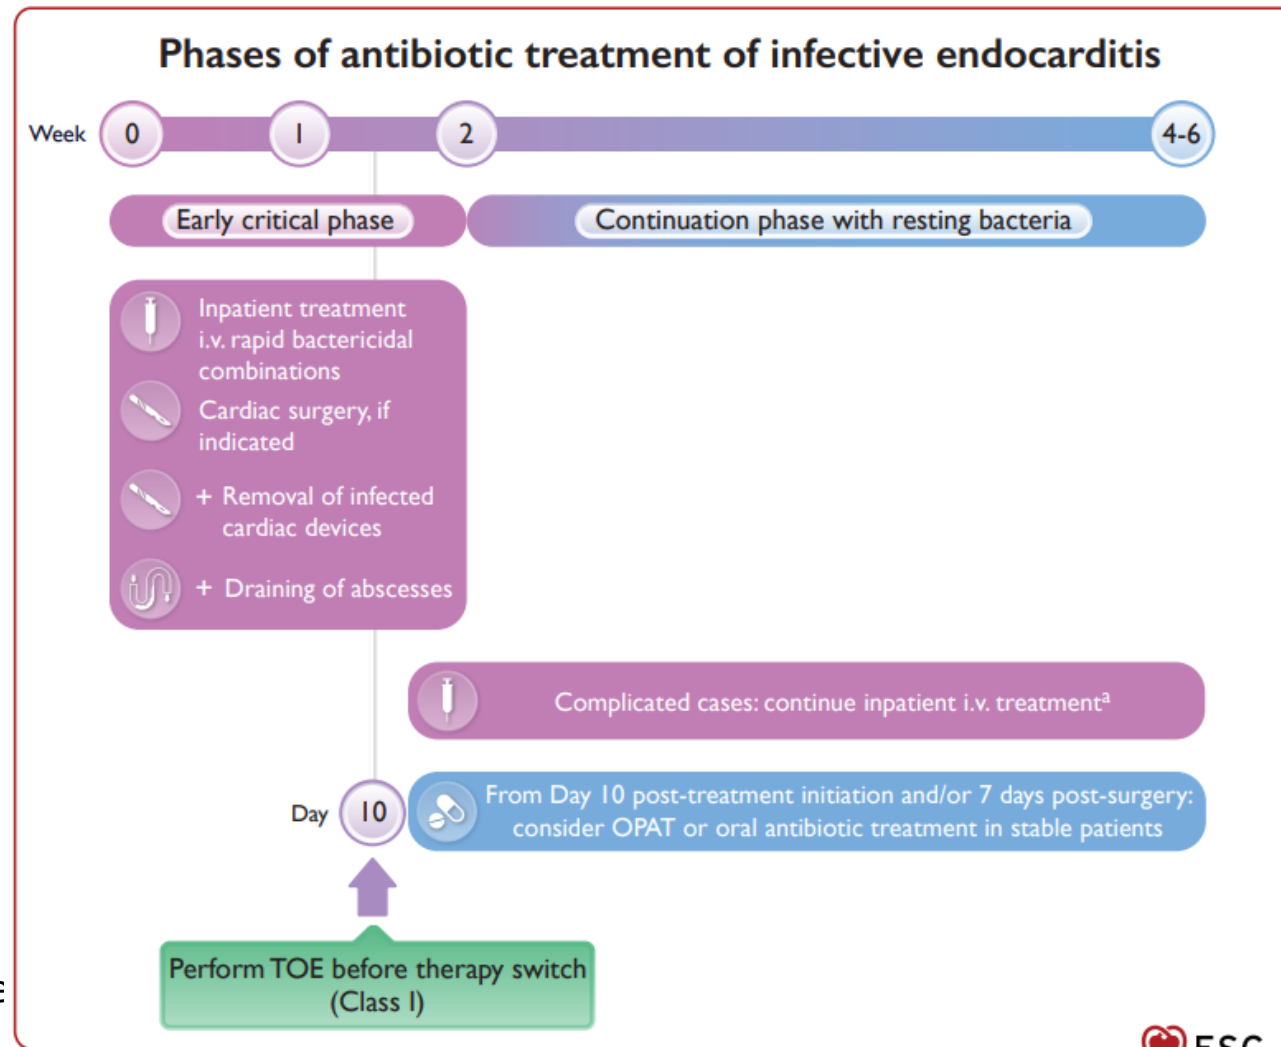 Phases of antibiotic treatment of infective endocarditis
Week 0 1 2 4-6
Early critical phase
Continuation phase with resting bacteria
Inpatient treatment
i.v. rapid bactericidal
combinations
Cardiac surgery, if
indicated
+ Removal of infected
cardiac devices
+ Draining of abscesses
Complicated cases: continue inpatient i.v. treatmentᵃ
Day 10
From Day 10 post-treatment initiation and/or 7 days post-surgery:
consider OPAT or oral antibiotic treatment in stable patients
Perform TOE before therapy switch
(Class I)
ESC